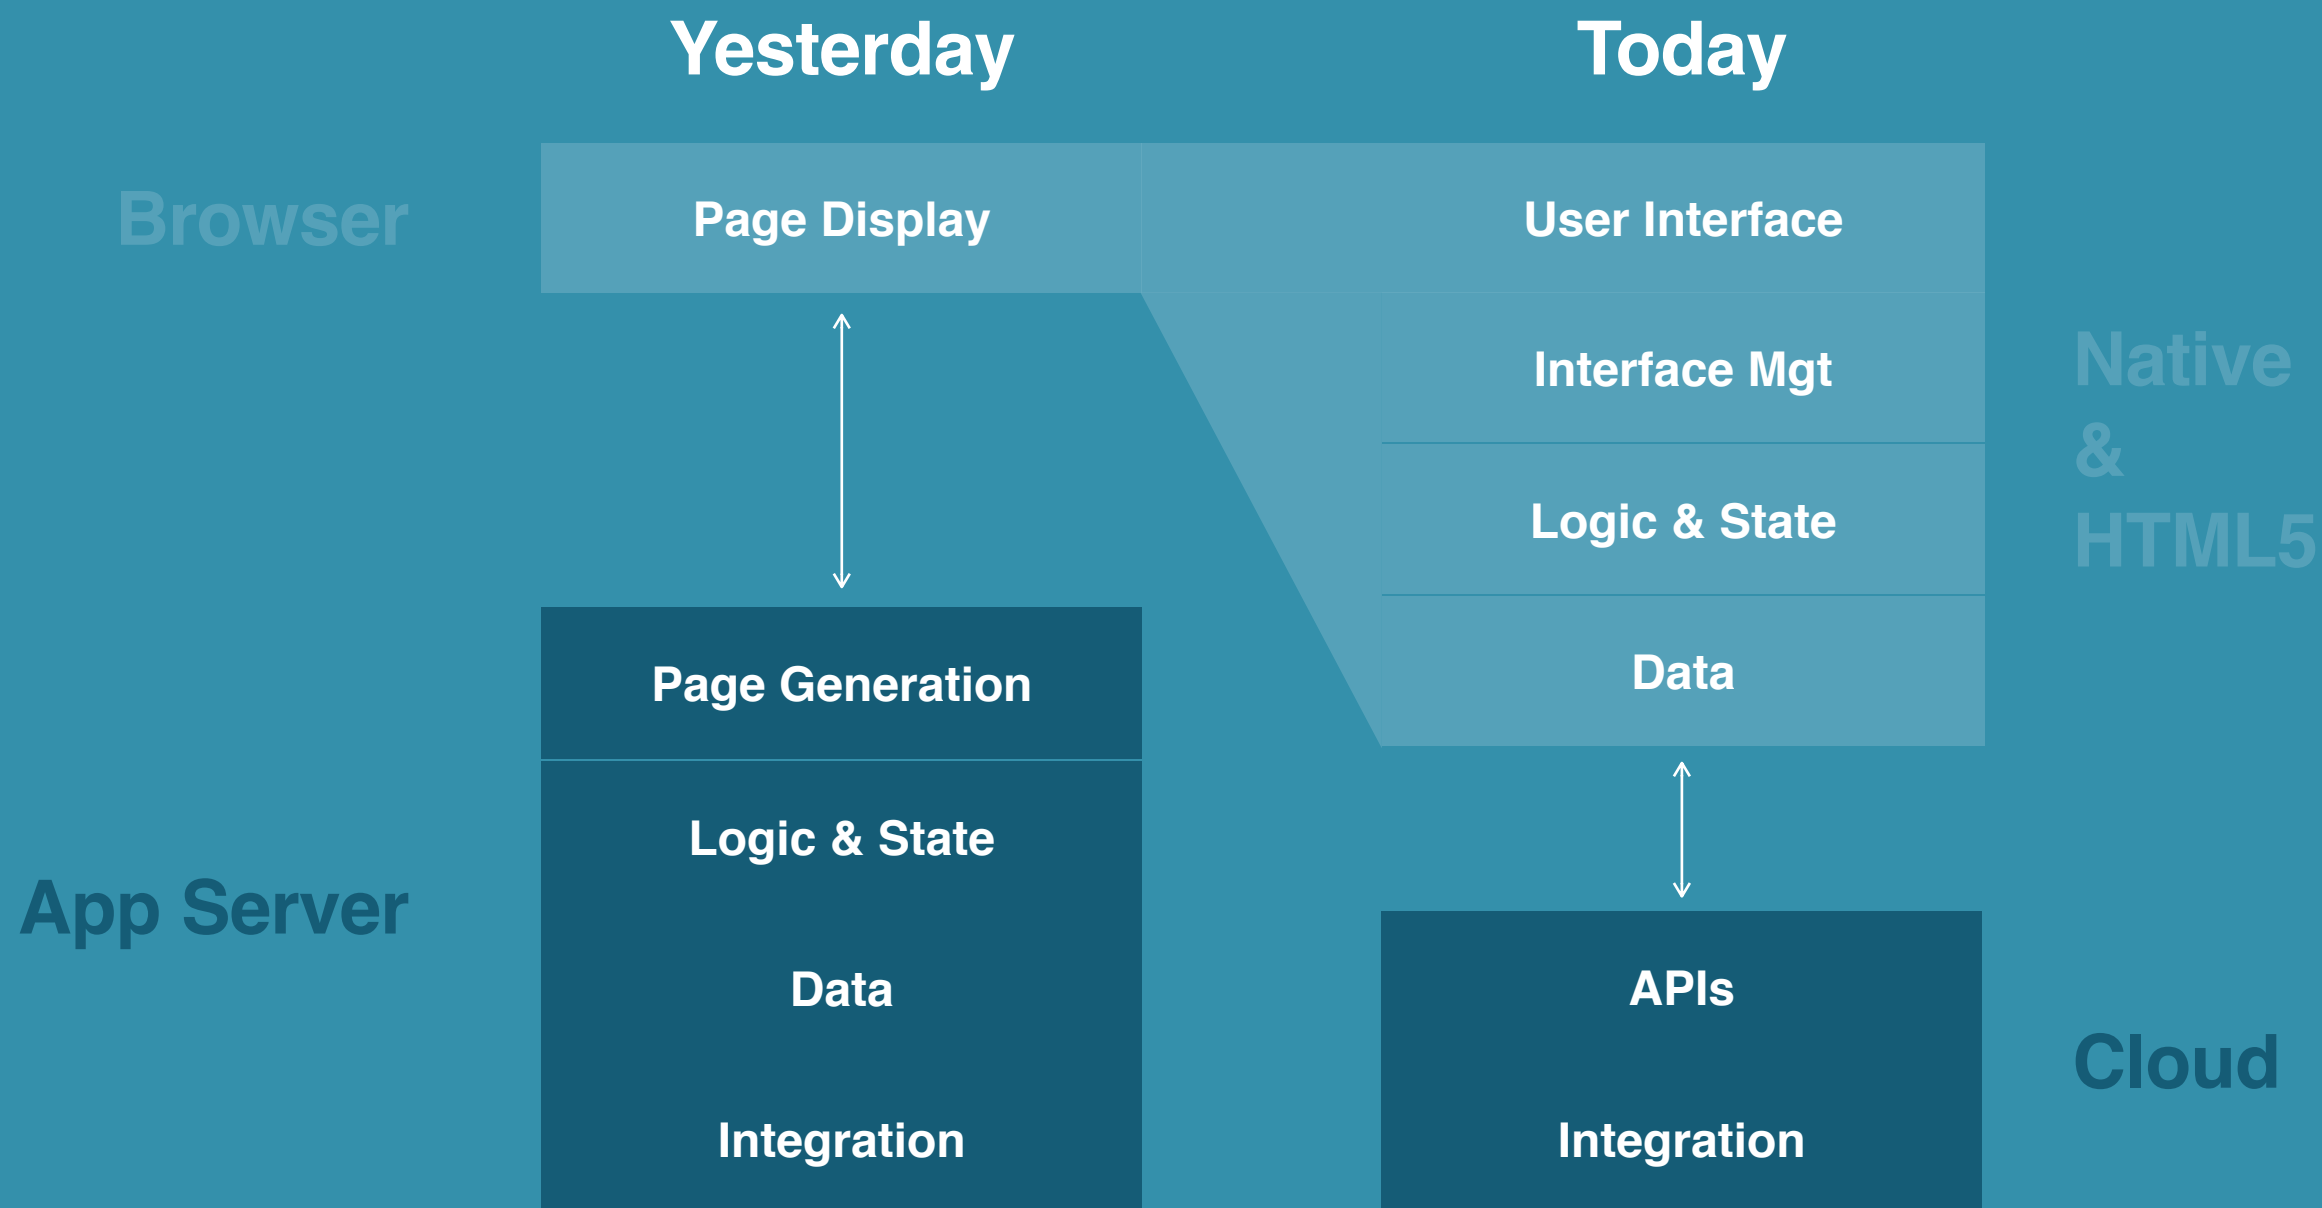 Yesterday
Today
Browser
Page Display
User Interface
Interface Mgt
Native
&
HTML5
Logic & State
Data
Page Generation
Logic & State
App Server
Data
Integration
APIs
Integration
Cloud